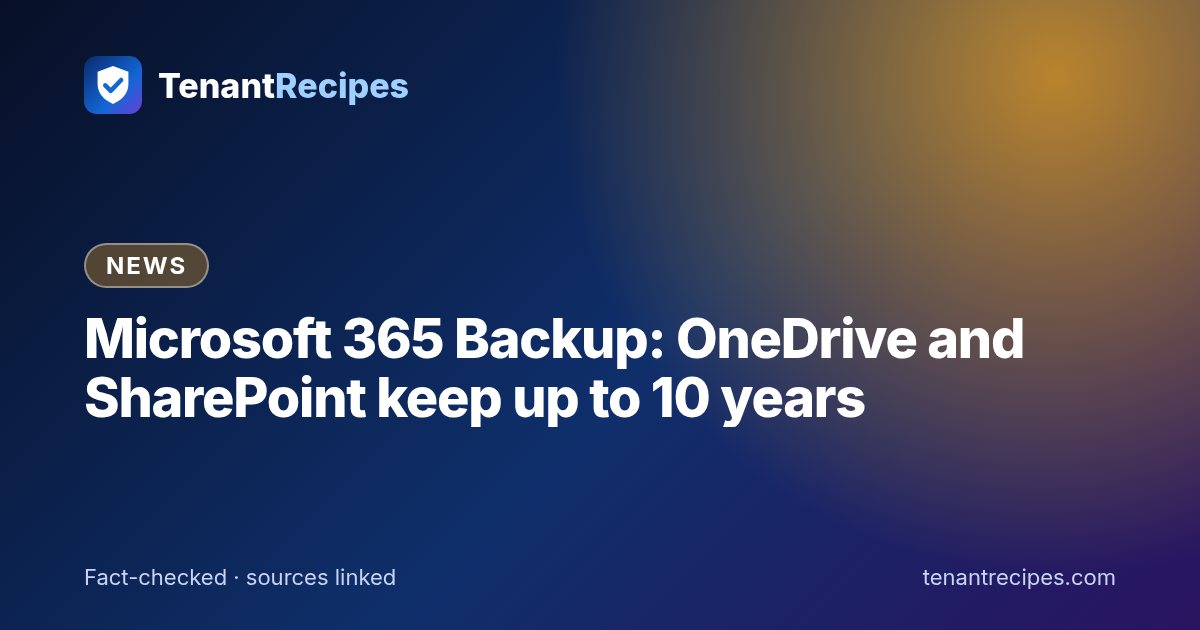 TenantRecipes
NEWS
Microsoft 365 Backup: OneDrive and
SharePoint keep up to 10 years
Fact-checked · sources linked
tenantrecipes.com